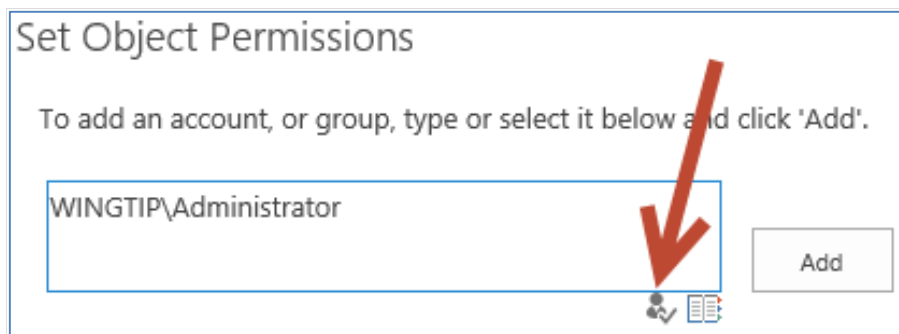 Set Object Permissions
To add an account, or group, type or select it below and click 'Add'.
WINGTIP\Administrator
Add